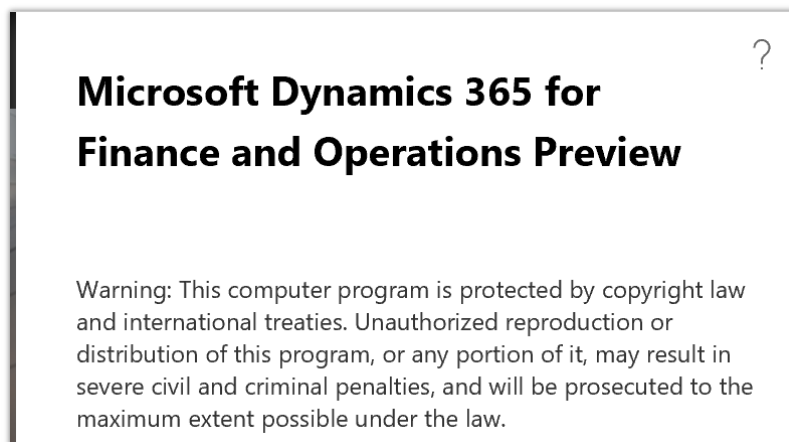 ?
Microsoft Dynamics 365 for
Finance and Operations Preview
Warning: This computer program is protected by copyright law
and international treaties. Unauthorized reproduction or
distribution of this program, or any portion of it, may result in
severe civil and criminal penalties, and will be prosecuted to the
maximum extent possible under the law.